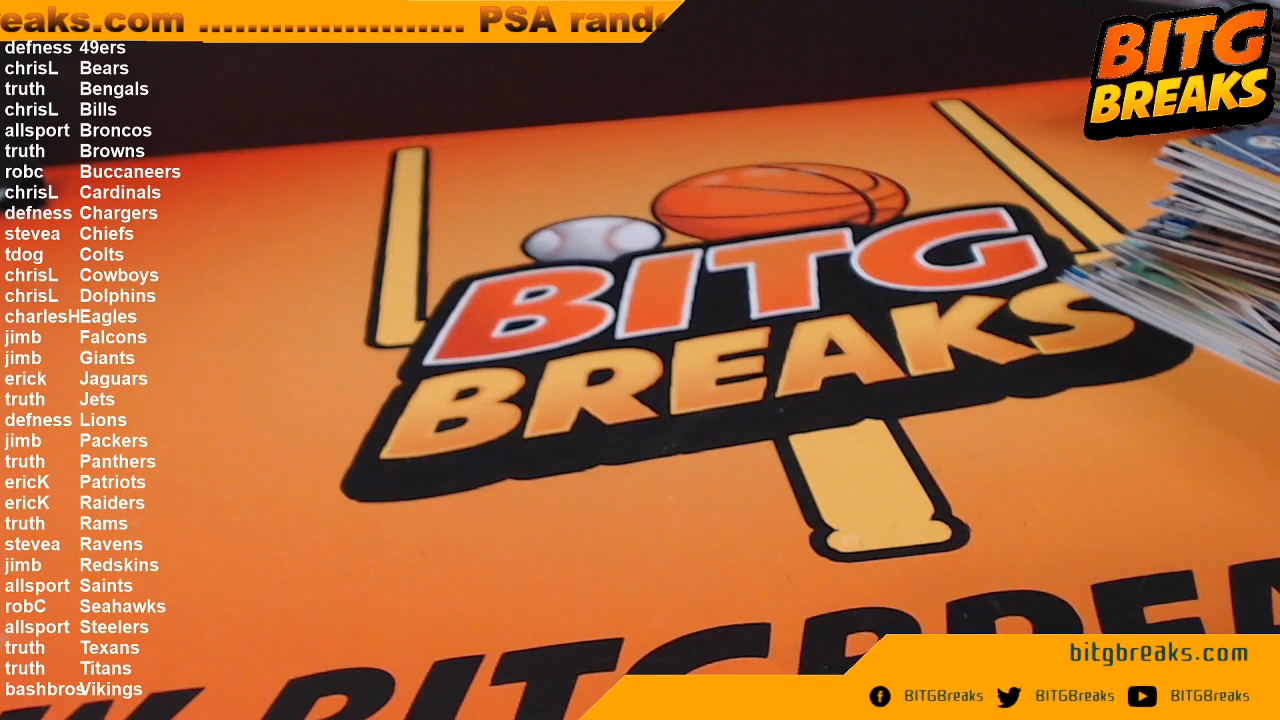 eaks.com ...................... PSA rand
BITG
BREAKS
defness 49ers
chrisL Bears
truth Bengals
chrisL Bills
allsport Broncos
truth Browns
robc Buccaneers
chrisL Cardinals
defness Chargers
stevea Chiefs
tdog Colts
chrisL Cowboys
chrisL Dolphins
charlesH Eagles
jimb Falcons
jimb Giants
erick Jaguars
truth Jets
defness Lions
jimb Packers
truth Panthers
ericK Patriots
ericK Raiders
truth Rams
stevea Ravens
jimb Redskins
allsport Saints
robC Seahawks
allsport Steelers
truth Texans
truth Titans
bashbros Vikings
BITG
BREAKS
W.BITGBREA
bitgbreaks.com
BITGBreaks BITGBreaks BITGBreaks